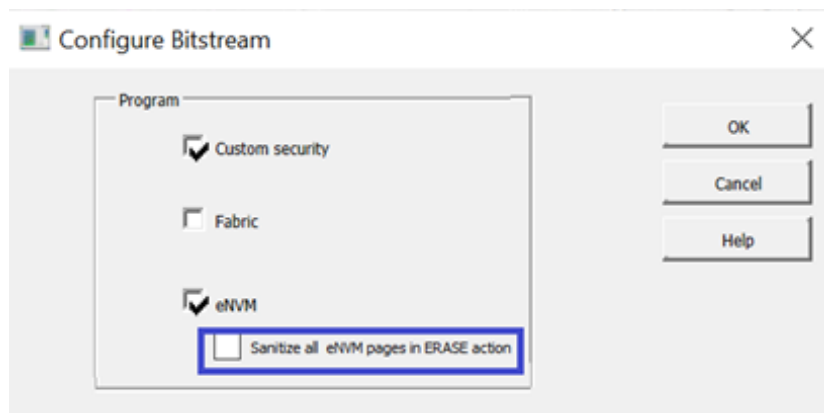 Configure Bitstream
Program
OK
Custom security
Cancel
Fabric
Help
eNVM
Sanitize all eNVM pages in ERASE action